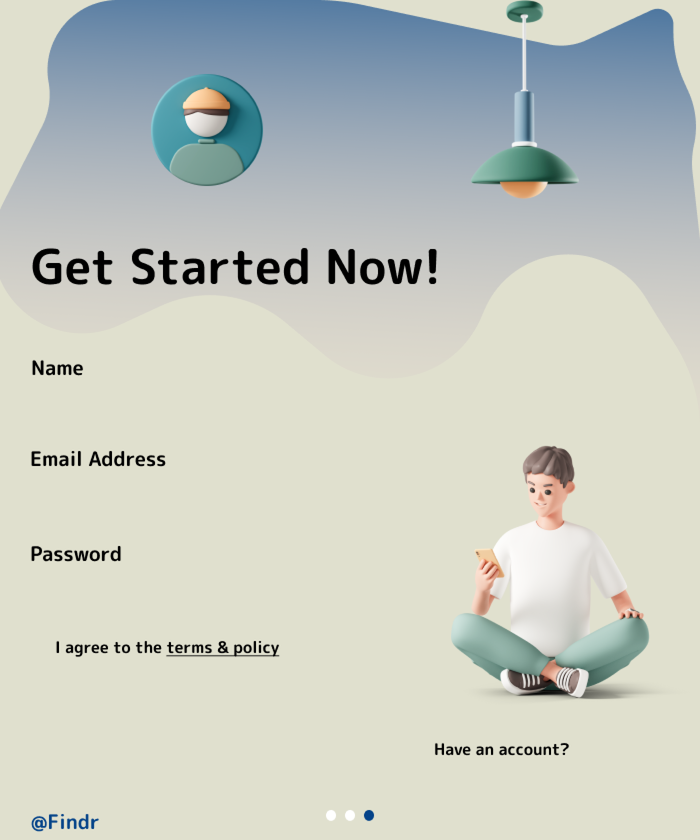 Get Started Now!
Name
Email Address
Password
I agree to the terms & policy
Have an account?
@Findr